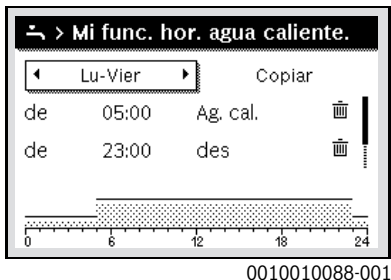 > Mi func. hor. agua caliente.
Lu-Vier Copiar
de 05:00 Ag. cal.
de 23:00 des
0 6 12 18 24
0010010088-001